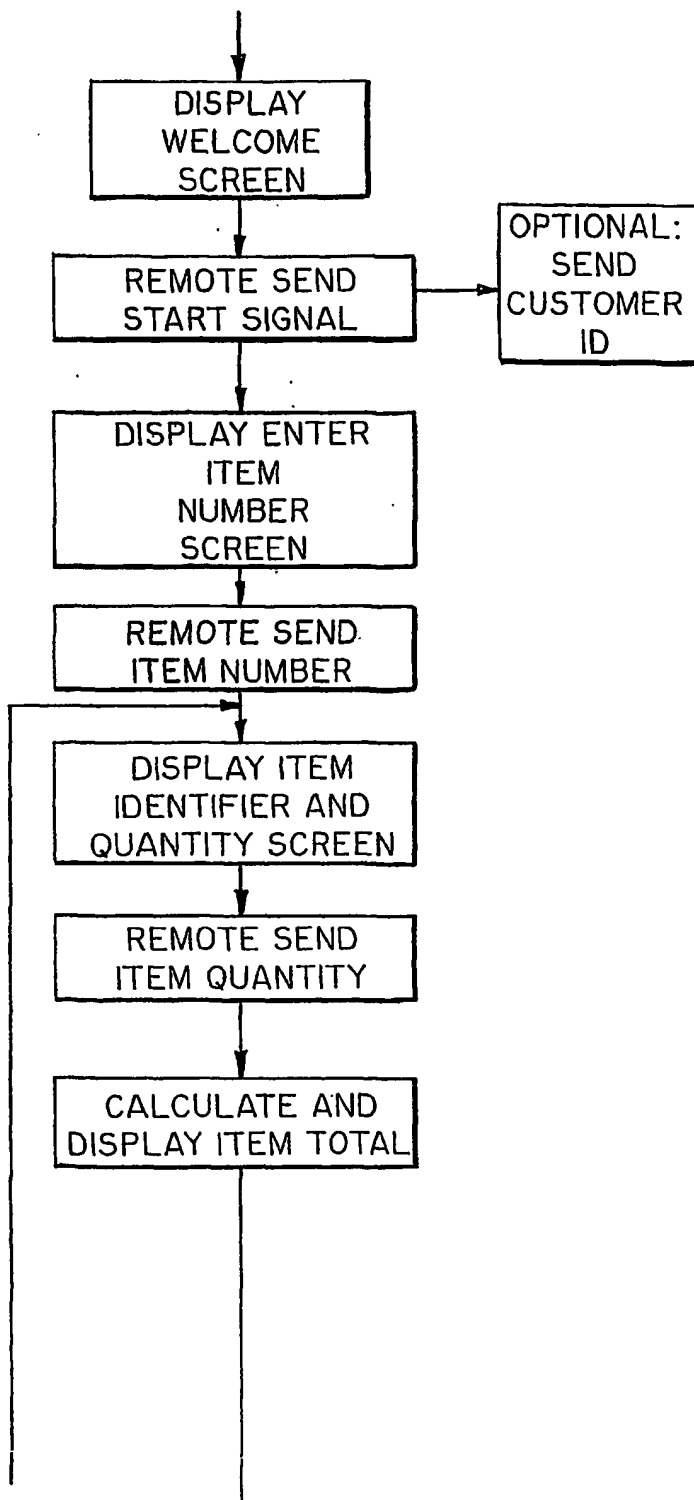 DISPLAY
WELCOME
SCREEN
REMOTE SEND
START SIGNAL
OPTIONAL:
SEND
CUSTOMER
ID
DISPLAY ENTER
ITEM
NUMBER
SCREEN
REMOTE SEND
ITEM NUMBER
DISPLAY ITEM
IDENTIFIER AND
QUANTITY SCREEN
REMOTE SEND
ITEM QUANTITY
CALCULATE AND
DISPLAY ITEM TOTAL